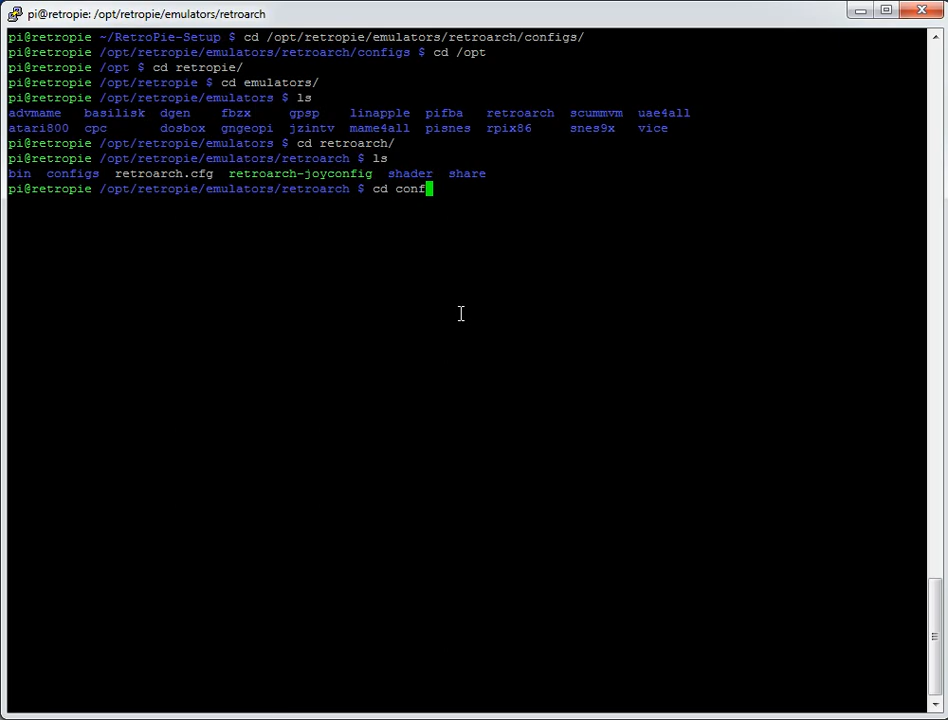 pi@retropie: /opt/retropie/emulators/retroarch
pi@retropie ~/RetroPie-Setup $ cd /opt/retropie/emulators/retroarch/configs/
pi@retropie /opt/retropie/emulators/retroarch/configs $ cd /opt
pi@retropie /opt $ cd retropie/
pi@retropie /opt/retropie $ cd emulators/
pi@retropie /opt/retropie/emulators $ ls
advmame basilisk dgen fbzx gpsp linapple pifba retroarch scummvm uae4all
atari800 cpc dosbox gngeopi jzintv mame4all pisnes rpix86 snes9x vice
pi@retropie /opt/retropie/emulators $ cd retroarch/
pi@retropie /opt/retropie/emulators/retroarch $ ls
bin configs retroarch.cfg retroarch-joyconfig shader share
pi@retropie /opt/retropie/emulators/retroarch $ cd conf